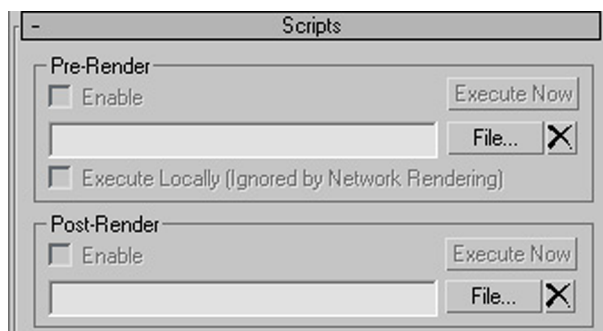 - Scripts
Pre-Render
Enable Execute Now
File... X
Execute Locally (Ignored by Network Rendering)
Post-Render
Enable Execute Now
File... X